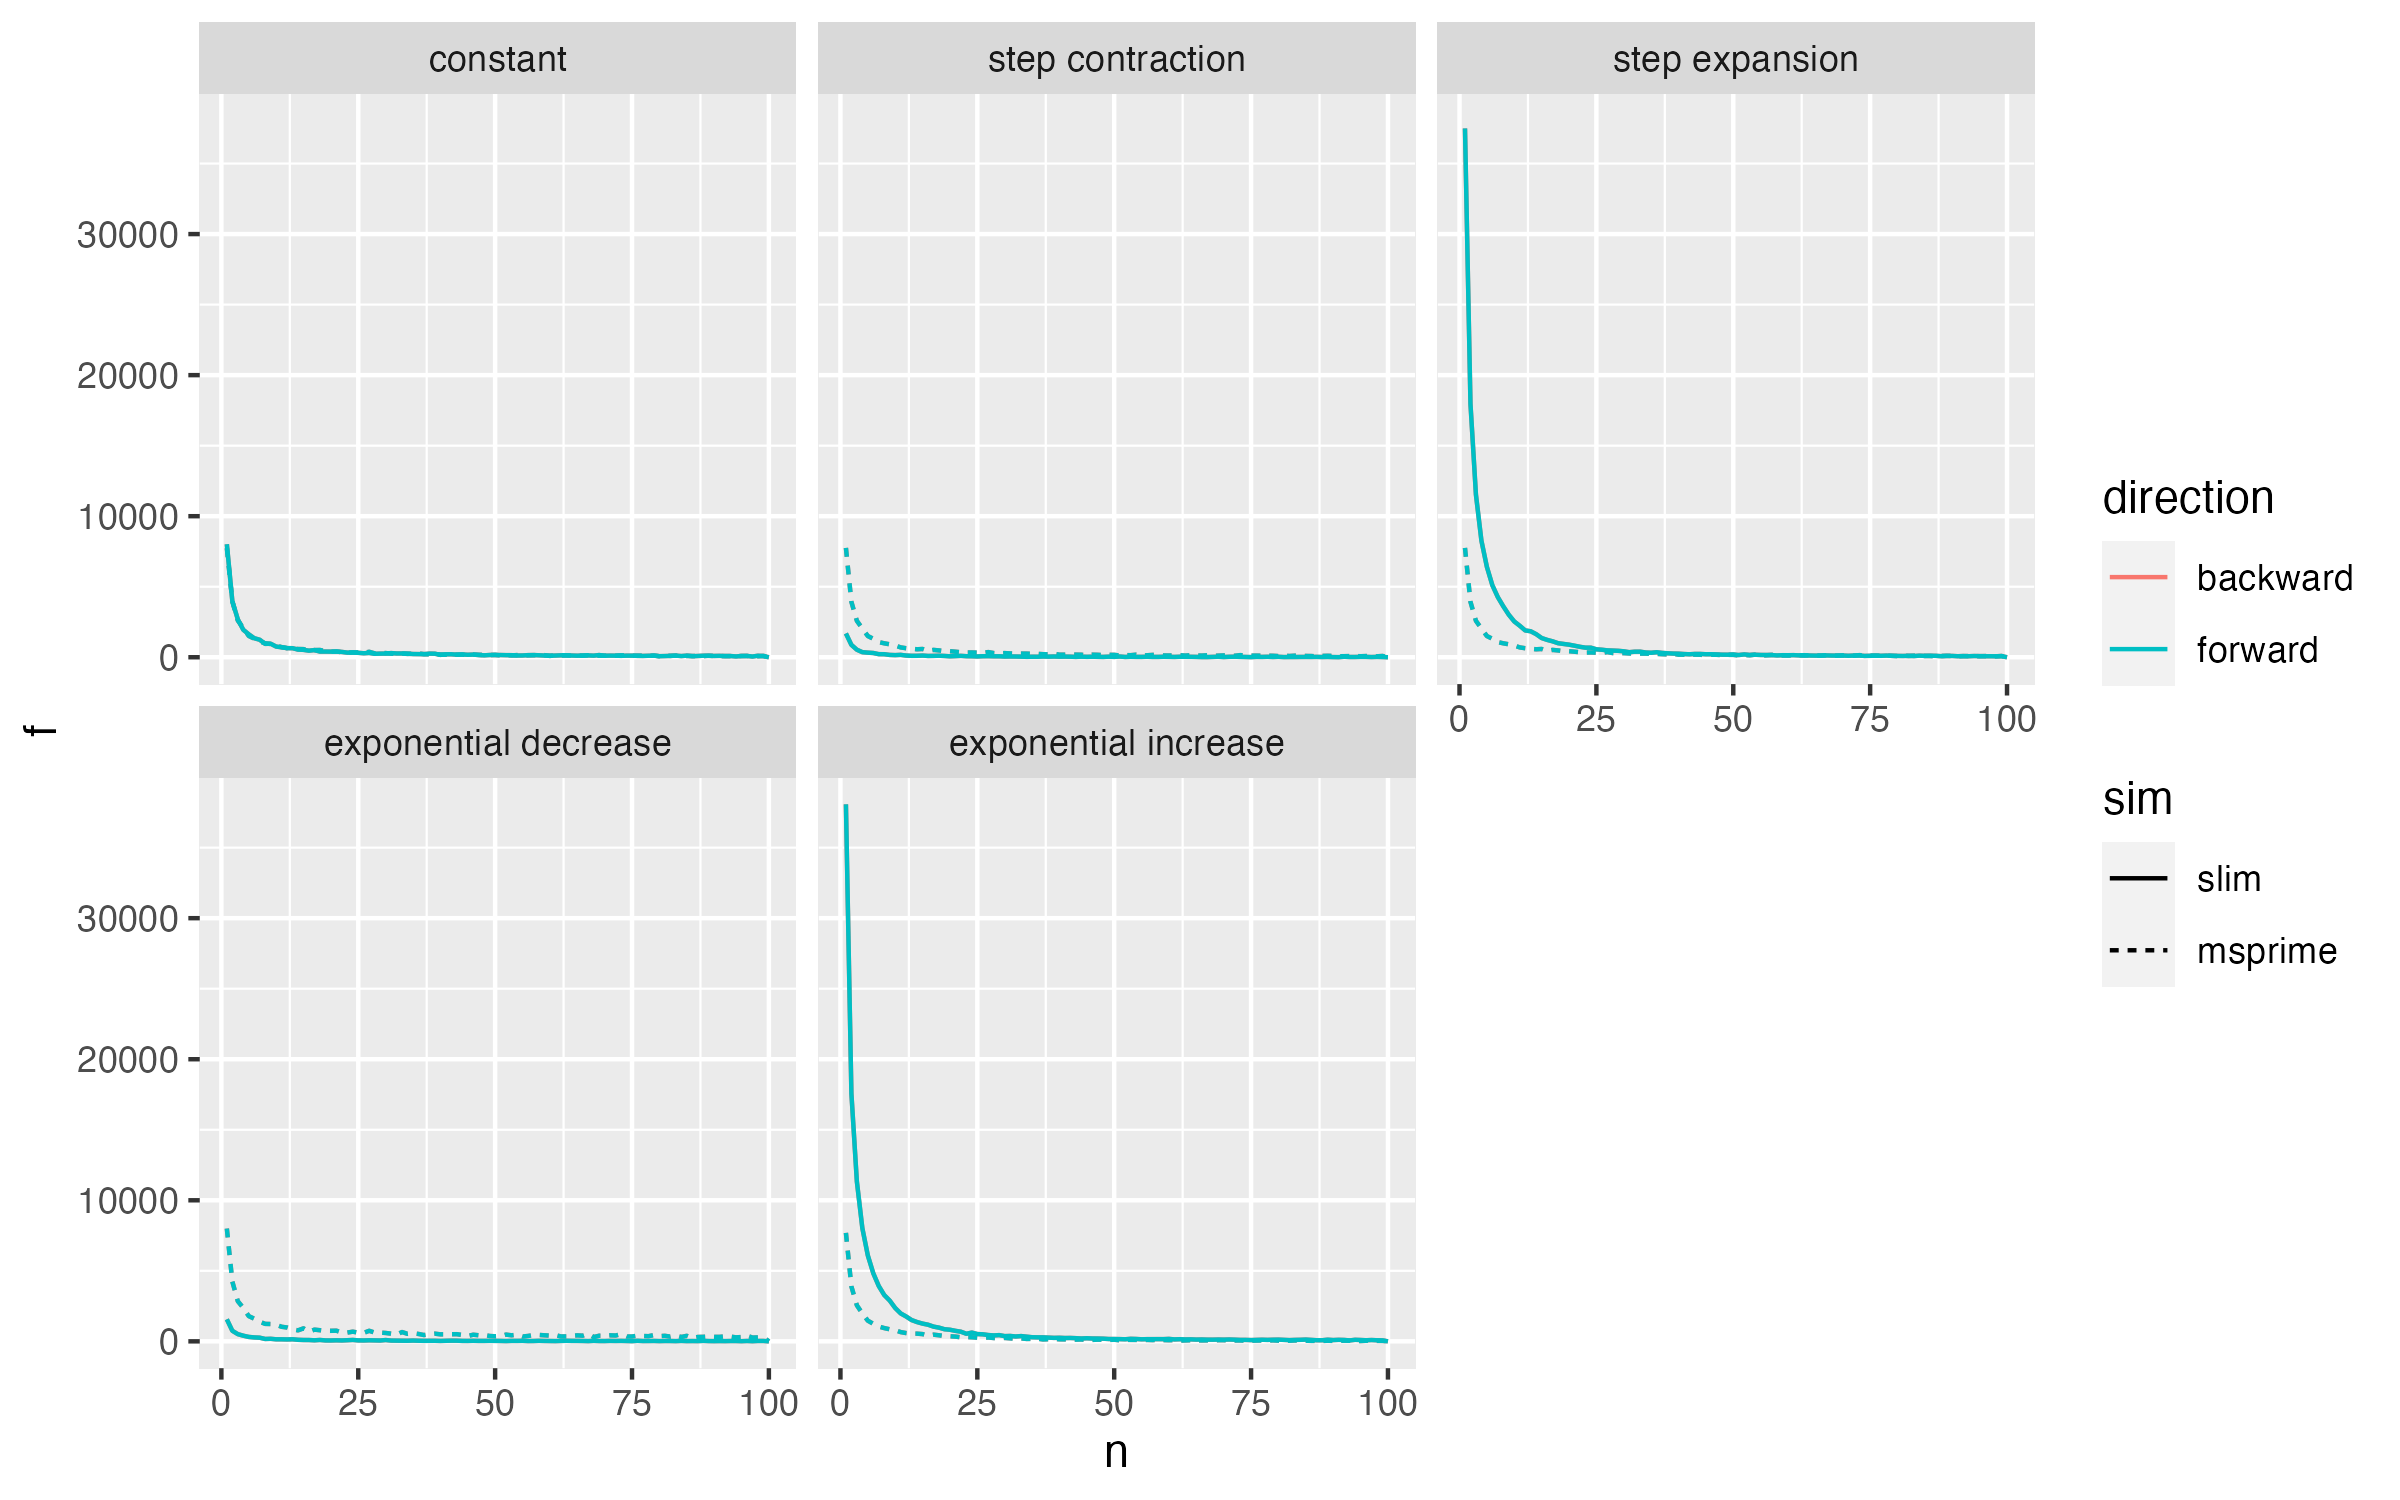 constant
step contraction
step expansion
30000
20000
10000
0
0 25 50 75 100
f
exponential decrease
exponential increase
30000
20000
10000
0
0 25 50 75 100
0 25 50 75 100
n
direction
backward
forward
sim
slim
msprime